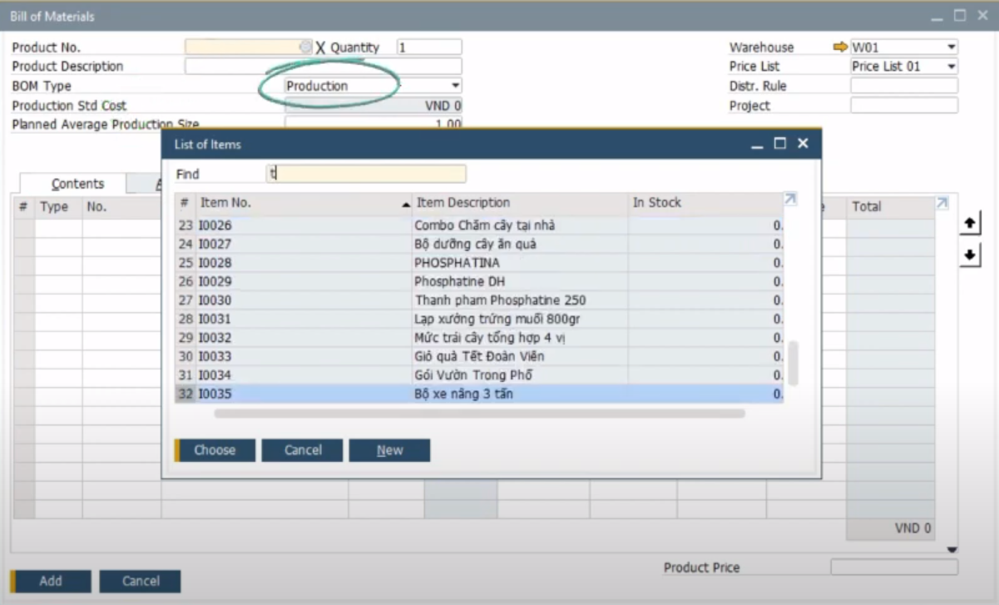 Bill of Materials
Product No. X Quantity 1 Warehouse W01
Product Description Price List Price List 01
BOM Type Production Distr. Rule
Production Std Cost VND 0 Project
Planned Average Production Size 1.00
List of Items
Find t
Contents
# Type No. Total
# Item No. Item Description In Stock
23 I0026 Combo Chăm cây tại nhà 0.
24 I0027 Bộ dưỡng cây ăn quả 0.
25 I0028 PHOSPHATINA 0.
26 I0029 Phosphatine DH 0.
27 I0030 Thanh pham Phosphatine 250 0.
28 I0031 Lạp xưởng trứng muối 800gr 0.
29 I0032 Mức trái cây tổng hợp 4 vị 0.
30 I0033 Giỏ quà Tết Đoàn Viên 0.
31 I0034 Gói Vườn Trong Phố 0.
32 I0035 Bộ xe nâng 3 tấn 0.
Choose Cancel New
VND 0
Product Price
Add Cancel